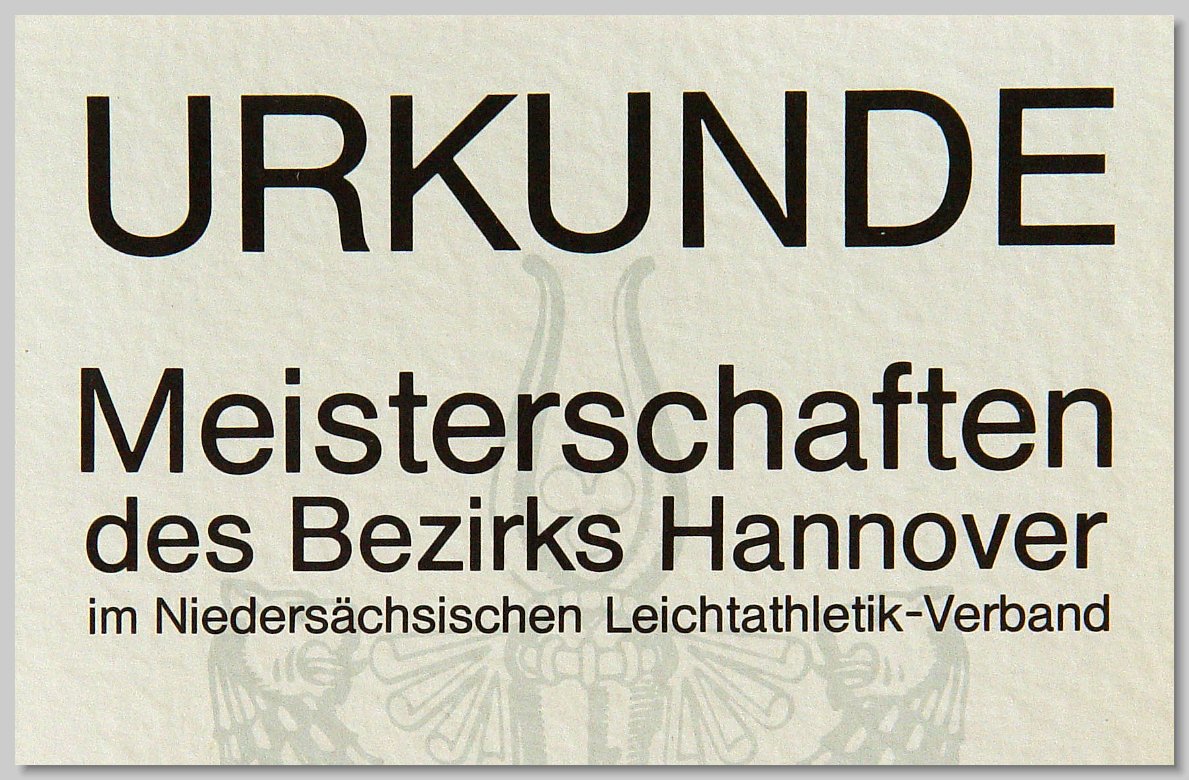 URKUNDE
Meisterschaften
des Bezirks Hannover
im Niedersächsischen Leichtathletik-Verband